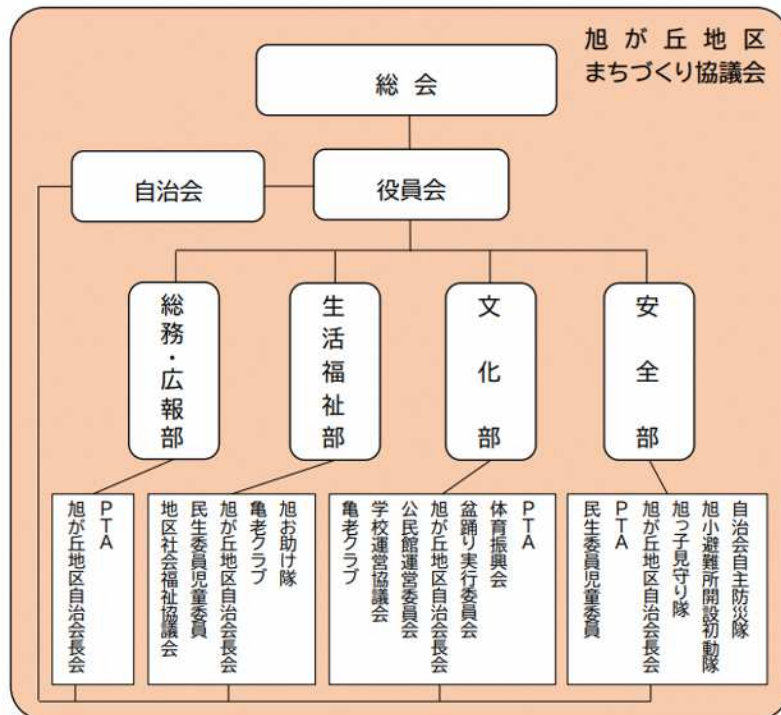 旭が丘地区
まちづくり協議会
総会
自治会
役員会
総務・広報部
生活福祉部
文化部
安全部
PTA
旭が丘地区自治会長会
旭お助け隊
亀老クラブ
旭が丘地区自治会長会
民生委員児童委員
地区社会福祉協議会
PTA
体育振興会
盆踊り実行委員会
旭が丘地区自治会長会
公民館運営委員会
学校運営協議会
亀老クラブ
自治会自主防災隊
旭小避難所開設初動隊
旭っ子見守り隊
旭が丘地区自治会長会
PTA
民生委員児童委員